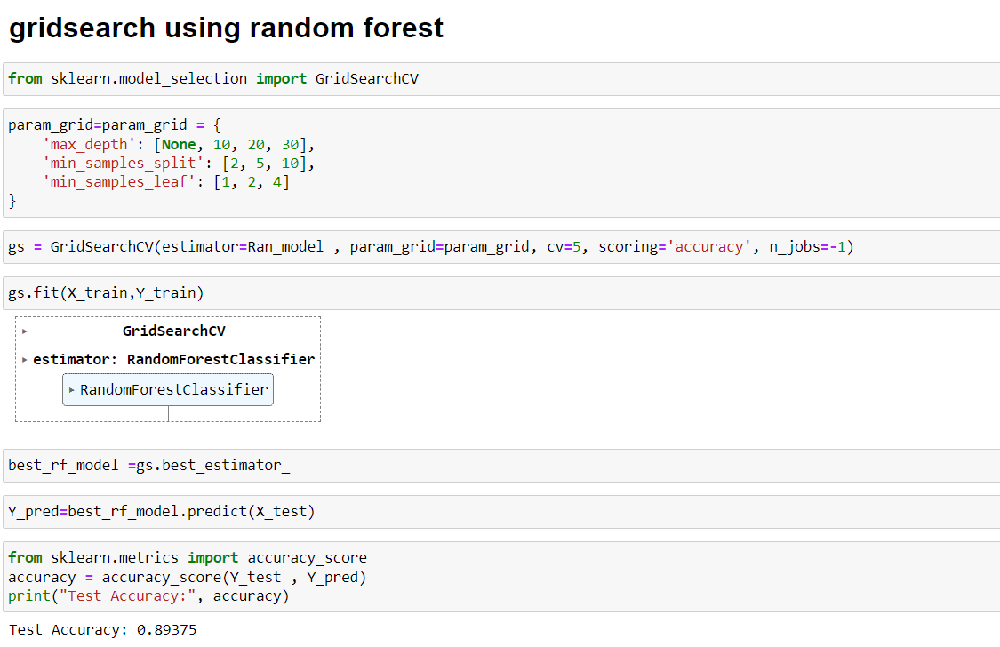 gridsearch using random forest
from sklearn.model_selection import GridSearchCV
param_grid=param_grid = {
    'max_depth': [None, 10, 20, 30],
    'min_samples_split': [2, 5, 10],
    'min_samples_leaf': [1, 2, 4]
}
gs = GridSearchCV(estimator=Ran_model , param_grid=param_grid, cv=5, scoring='accuracy', n_jobs=-1)
gs.fit(X_train,Y_train)
GridSearchCV
estimator: RandomForestClassifier
RandomForestClassifier
best_rf_model =gs.best_estimator_
Y_pred=best_rf_model.predict(X_test)
from sklearn.metrics import accuracy_score
accuracy = accuracy_score(Y_test , Y_pred)
print("Test Accuracy:", accuracy)
Test Accuracy: 0.89375